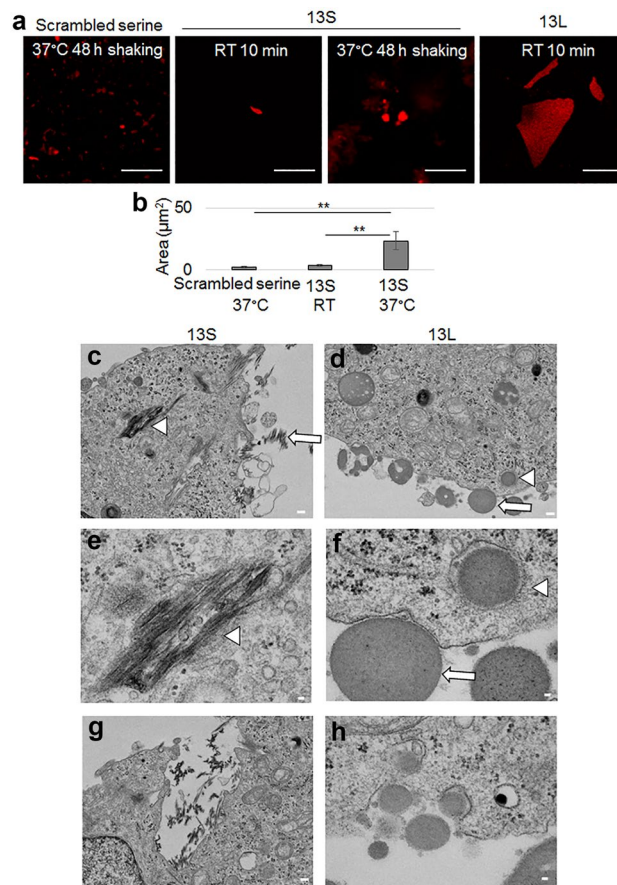 a
Scrambled serine 13S 13L
37°C 48 h shaking RT 10 min 37°C 48 h shaking RT 10 min
b
Area (μm²)
50
0
** 
**
Scrambled serine 13S 13S
37°C RT 37°C
13S 13L
c d
e f
g h